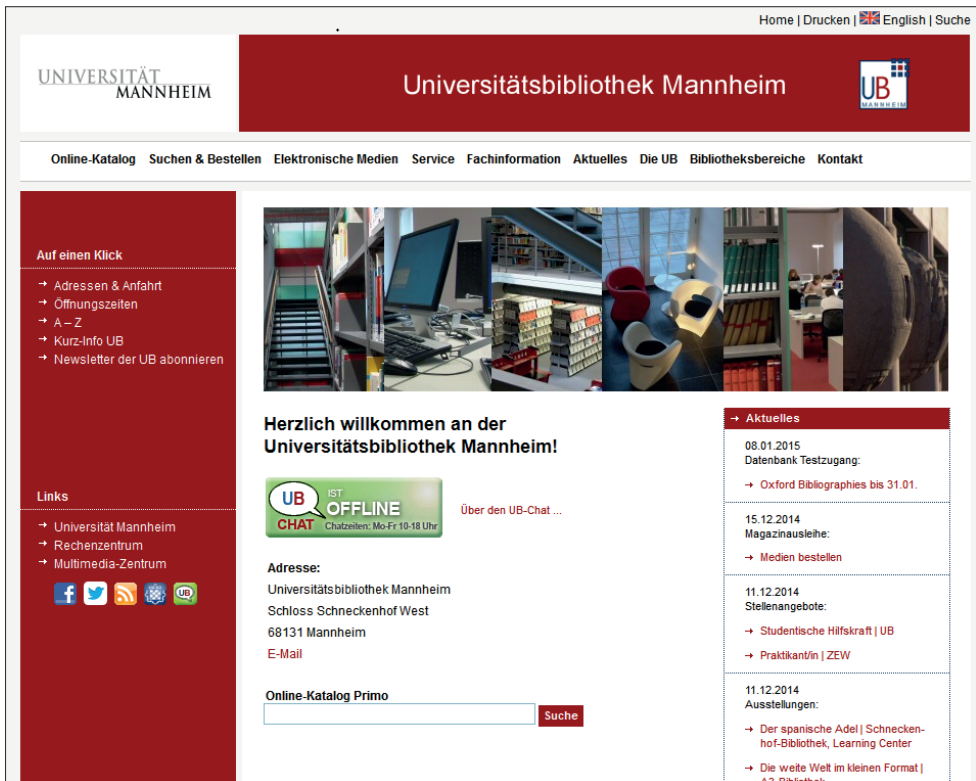 Home | Drucken | English | Suche
UNIVERSITÄT
MANNHEIM
Universitätsbibliothek Mannheim
UB
MANNHEIM
Online-Katalog Suchen & Bestellen Elektronische Medien Service Fachinformation Aktuelles Die UB Bibliotheksbereiche Kontakt
Auf einen Klick
→ Adressen & Anfahrt
→ Öffnungszeiten
→ A – Z
→ Kurz-Info UB
→ Newsletter der UB abonnieren
Links
→ Universität Mannheim
→ Rechenzentrum
→ Multimedia-Zentrum
UB
Herzlich willkommen an der
Universitätsbibliothek Mannheim!
UB
CHAT
IST
OFFLINE
Chatzeiten: Mo-Fr 10-18 Uhr
Über den UB-Chat ...
Adresse:
Universitätsbibliothek Mannheim
Schloss Schneckenhof West
68131 Mannheim
E-Mail
Online-Katalog Primo
Suche
→ Aktuelles
08.01.2015
Datenbank Testzugang:
→ Oxford Bibliographies bis 31.01.
15.12.2014
Magazinausleihe:
→ Medien bestellen
11.12.2014
Stellenangebote:
→ Studentische Hilfskraft | UB
→ Praktikant/in | ZEW
11.12.2014
Ausstellungen:
→ Der spanische Adel | Schnecken-
hof-Bibliothek, Learning Center
→ Die weite Welt im kleinen Format |
A3-Bibliothek